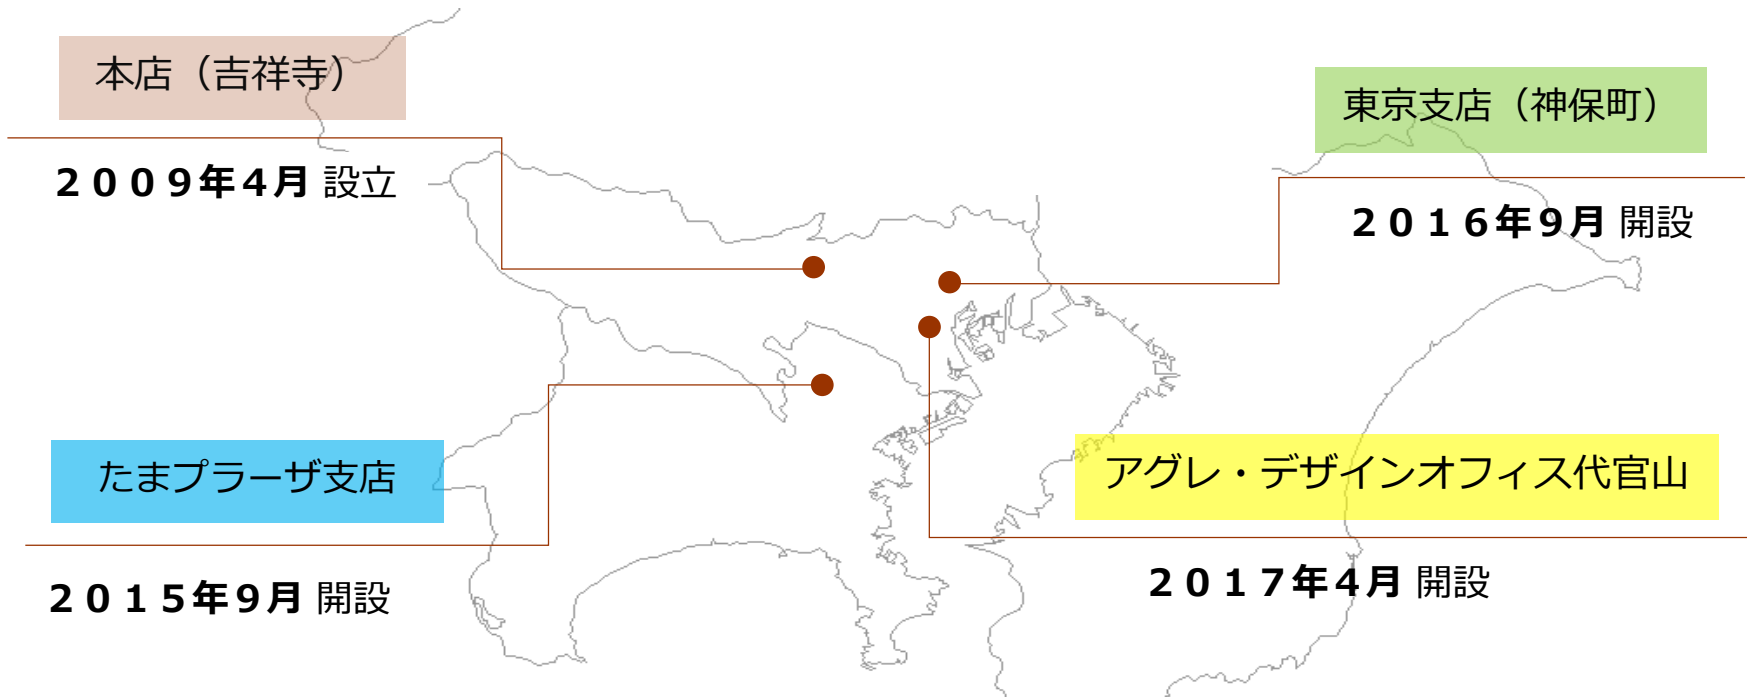 本店（吉祥寺）
２００９年４月 設立
東京支店（神保町）
２０１６年９月 開設
たまプラーザ支店
２０１５年９月 開設
アグレ・デザインオフィス代官山
２０１７年４月 開設